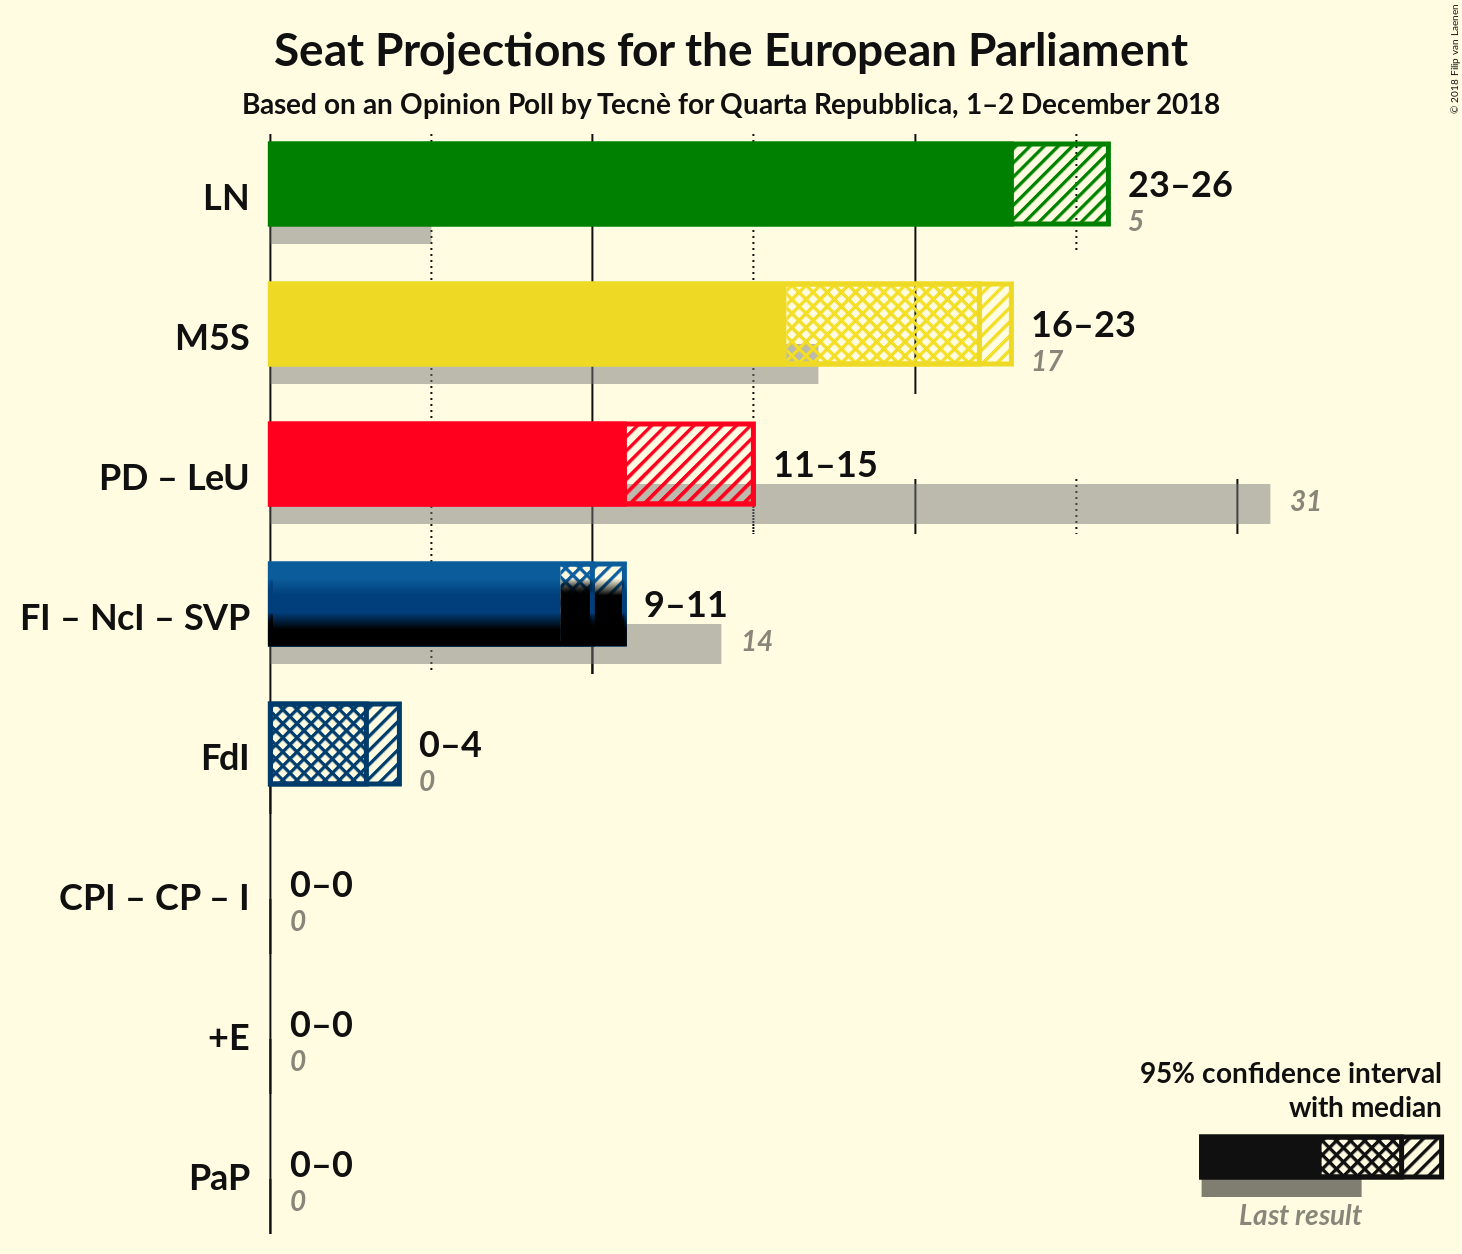 Seat Projections for the European Parliament
Based on an Opinion Poll by Tecnè for Quarta Repubblica, 1–2 December 2018
© 2018 Filip van Laenen
LN
23–26
5
M5S
16–23
17
PD – LeU
11–15
31
FI – NcI – SVP
9–11
14
FdI
0–4
0
CPI – CP – I
0–0
0
+E
0–0
0
PaP
0–0
0
95% confidence interval
with median
Last result